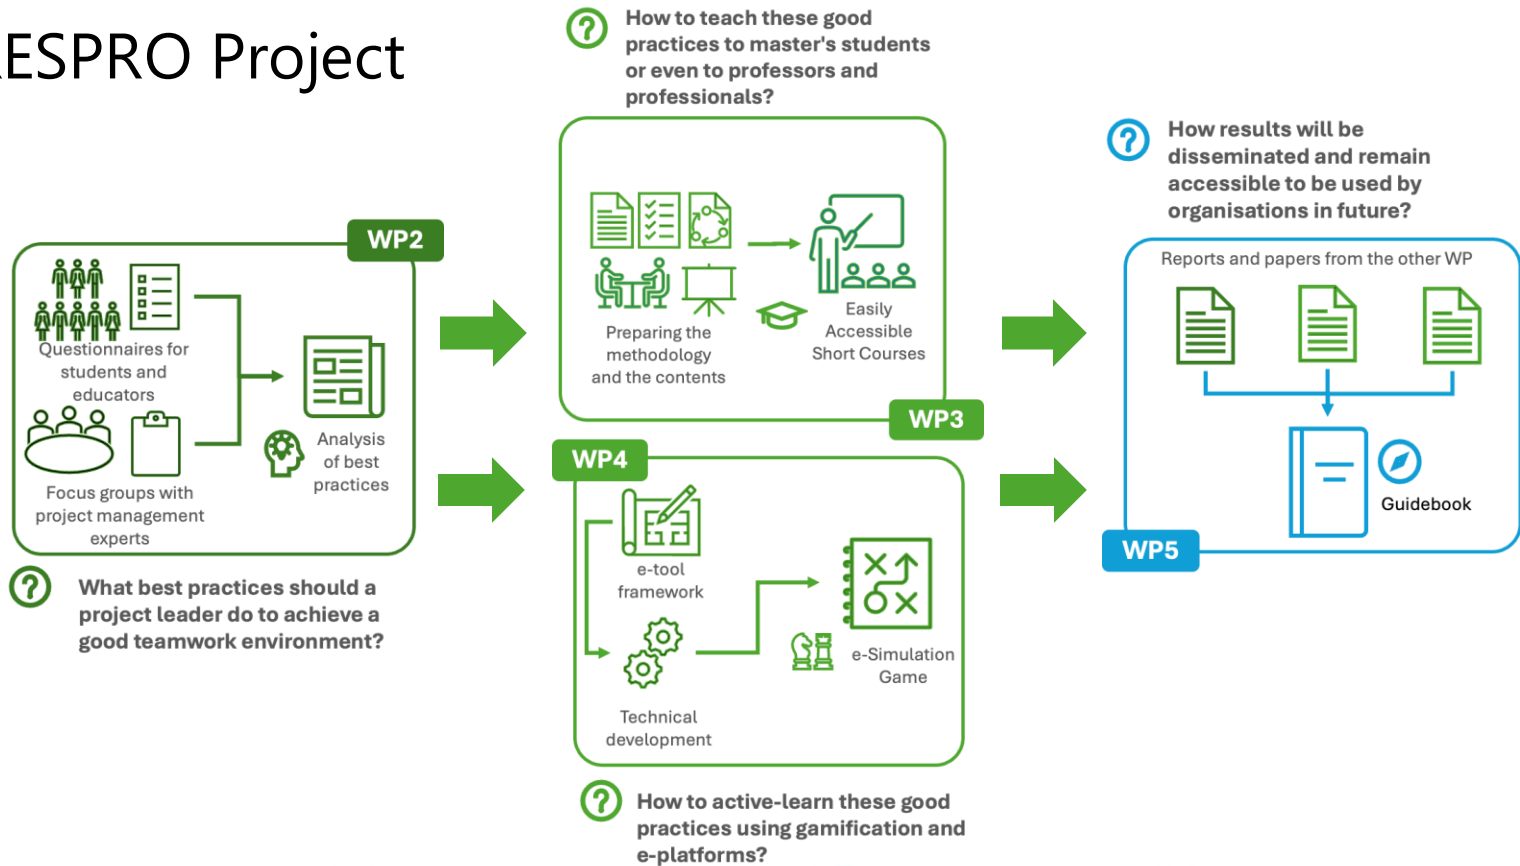 ESPRO Project
How to teach these good
practices to master's students
or even to professors and
professionals?
How results will be
disseminated and remain
accessible to be used by
organisations in future?
WP2
Questionnaires for
students and
educators
Focus groups with
project management
experts
Analysis
of best
practices
What best practices should a
project leader do to achieve a
good teamwork environment?
Preparing the
methodology
and the contents
Easily
Accessible
Short Courses
WP3
WP4
e-tool
framework
Technical
development
e-Simulation
Game
How to active-learn these good
practices using gamification and
e-platforms?
Reports and papers from the other WP
Guidebook
WP5